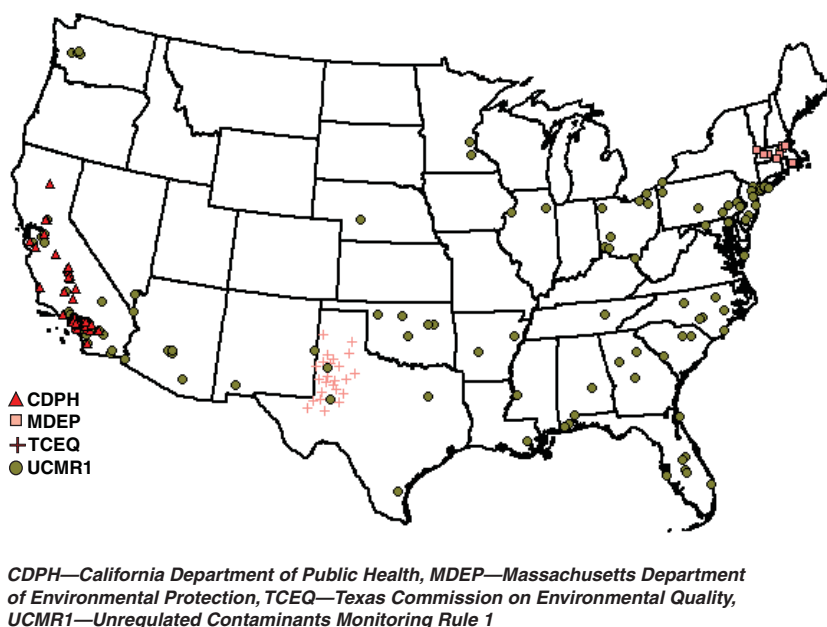 CDPH
MDEP
TCEQ
UCMR1
CDPH—California Department of Public Health, MDEP—Massachusetts Department
of Environmental Protection, TCEQ—Texas Commission on Environmental Quality,
UCMR1—Unregulated Contaminants Monitoring Rule 1